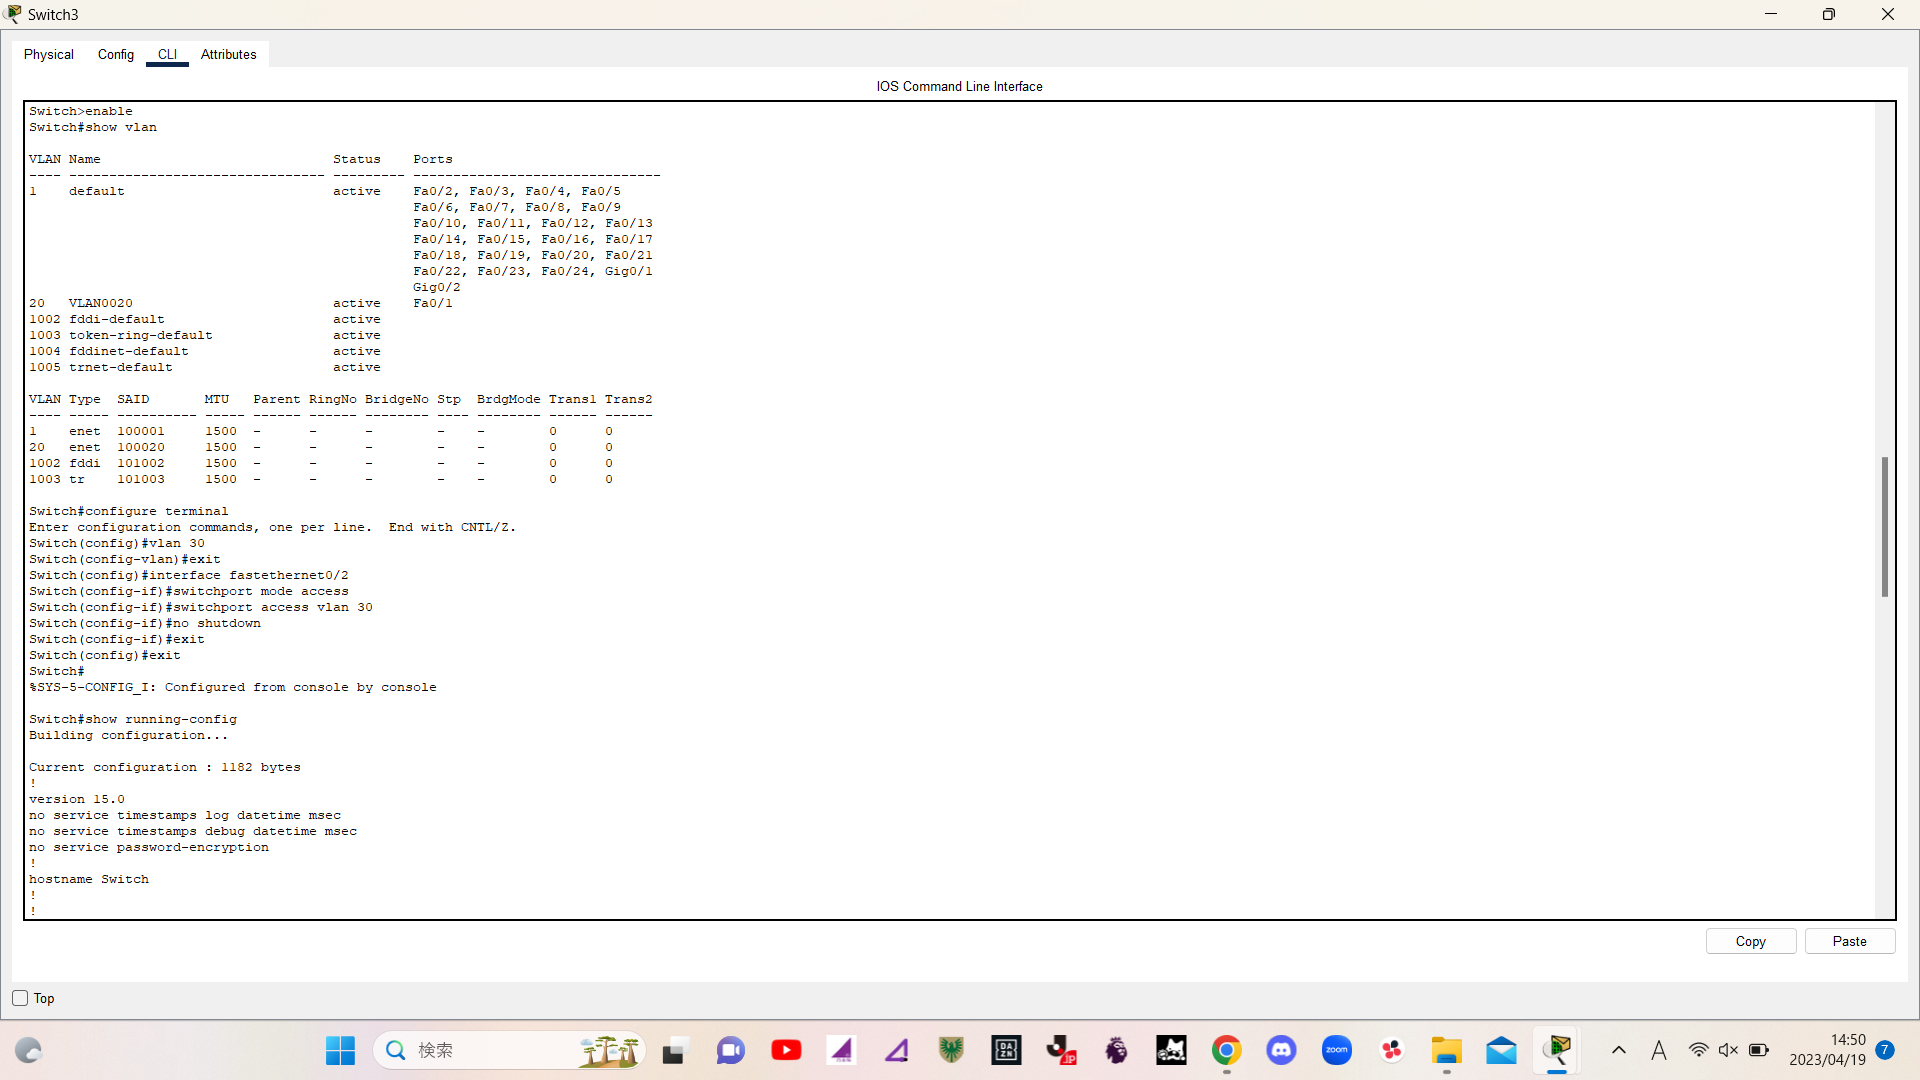 Switch3
Physical Config CLI Attributes
IOS Command Line Interface
Switch>enable
Switch#show vlan
VLAN Name                             Status    Ports
---- -------------------------------- --------- -------------------------------
1    default                          active    Fa0/2, Fa0/3, Fa0/4, Fa0/5
                                                Fa0/6, Fa0/7, Fa0/8, Fa0/9
                                                Fa0/10, Fa0/11, Fa0/12, Fa0/13
                                                Fa0/14, Fa0/15, Fa0/16, Fa0/17
                                                Fa0/18, Fa0/19, Fa0/20, Fa0/21
                                                Fa0/22, Fa0/23, Fa0/24, Gig0/1
                                                Gig0/2
20   VLAN0020                         active    Fa0/1
1002 fddi-default                     active
1003 token-ring-default               active
1004 fddinet-default                  active
1005 trnet-default                    active
VLAN Type  SAID       MTU   Parent RingNo BridgeNo Stp  BrdgMode Trans1 Trans2
---- ----- ---------- ----- ------ ------ -------- ---- -------- ------ ------
1    enet  100001     1500  -      -      -        -    -        0      0
20   enet  100020     1500  -      -      -        -    -        0      0
1002 fddi  101002     1500  -      -      -        -    -        0      0
1003 tr    101003     1500  -      -      -        -    -        0      0
Switch#configure terminal
Enter configuration commands, one per line.  End with CNTL/Z.
Switch(config)#vlan 30
Switch(config-vlan)#exit
Switch(config)#interface fastethernet0/2
Switch(config-if)#switchport mode access
Switch(config-if)#switchport access vlan 30
Switch(config-if)#no shutdown
Switch(config-if)#exit
Switch(config)#exit
Switch#
%SYS-5-CONFIG_I: Configured from console by console
Switch#show running-config
Building configuration...
Current configuration : 1182 bytes
!
version 15.0
no service timestamps log datetime msec
no service timestamps debug datetime msec
no service password-encryption
!
hostname Switch
!
!
Copy Paste
Top
検索
DAZN
J.jp
zoom
A
14:50
2023/04/19
7